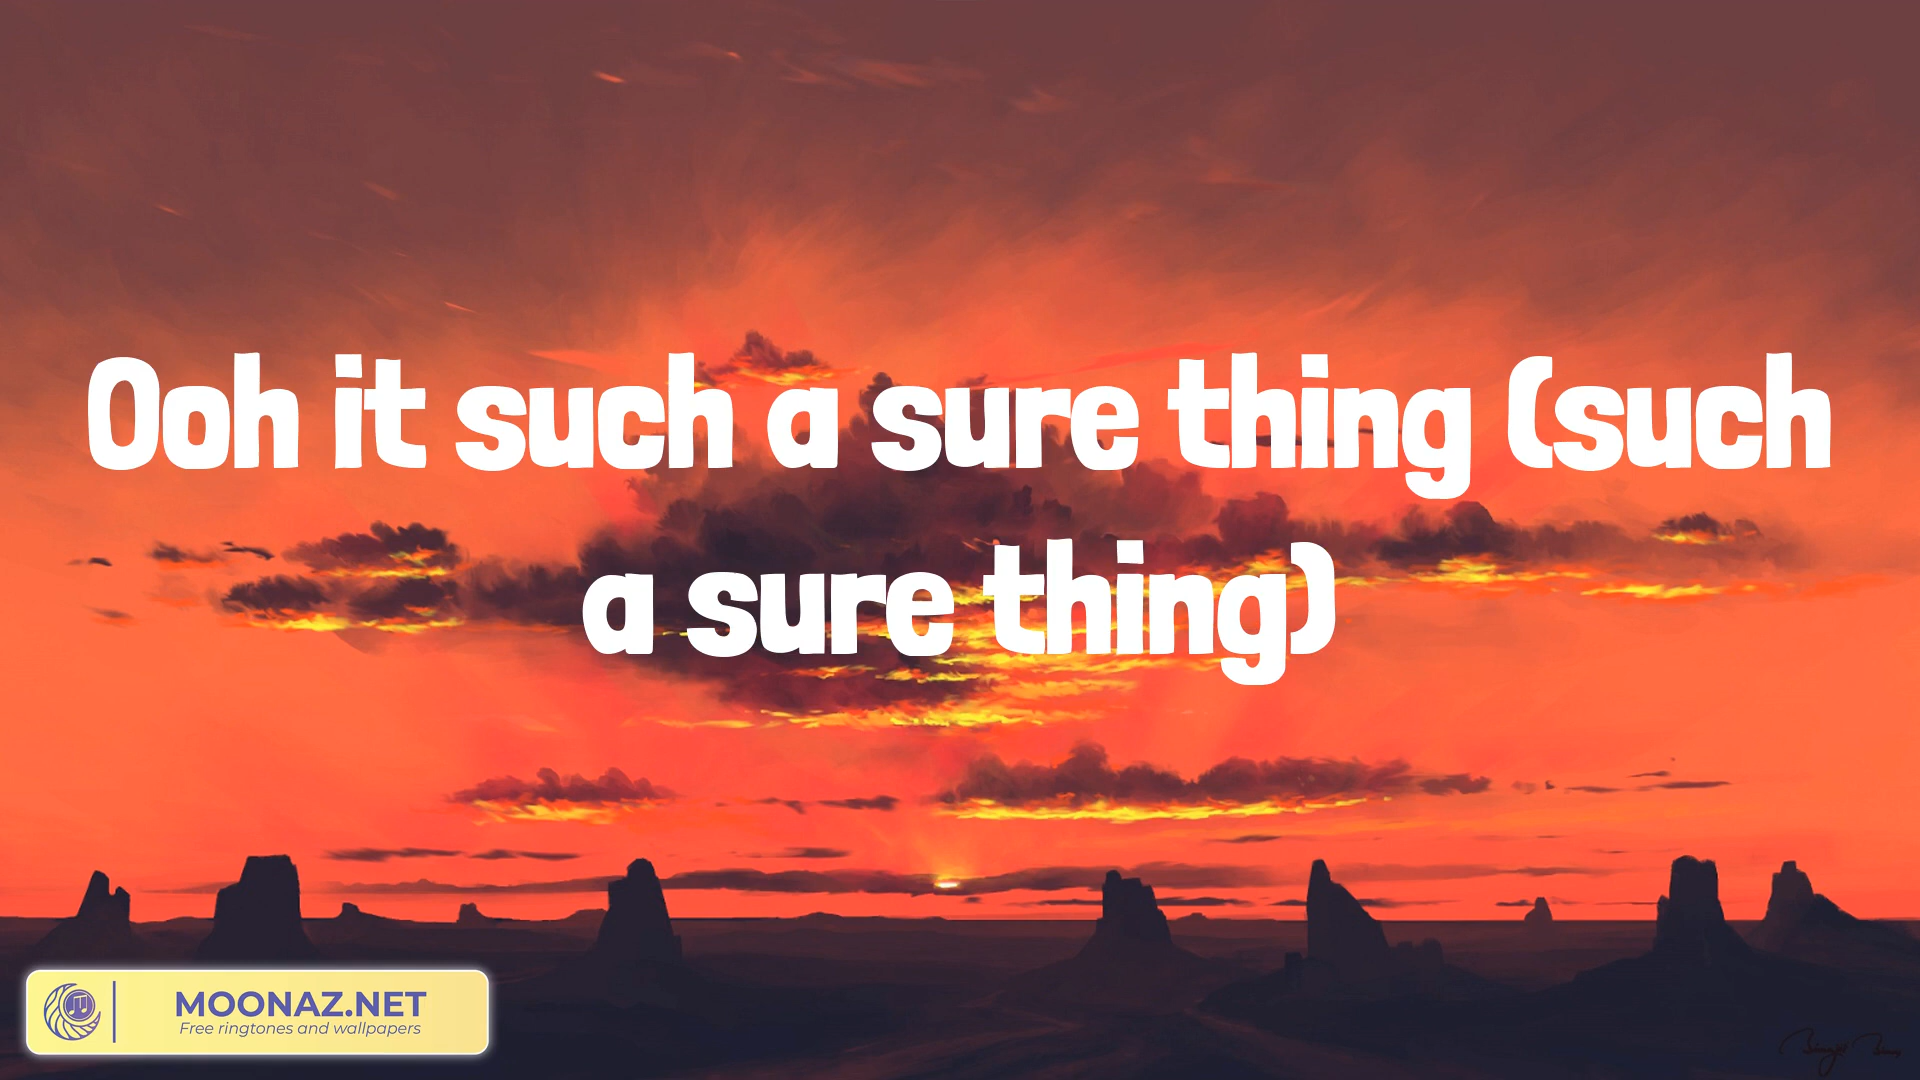 Ooh it such a sure thing (such
a sure thing)
MOONAZ.NET
Free ringtones and wallpapers